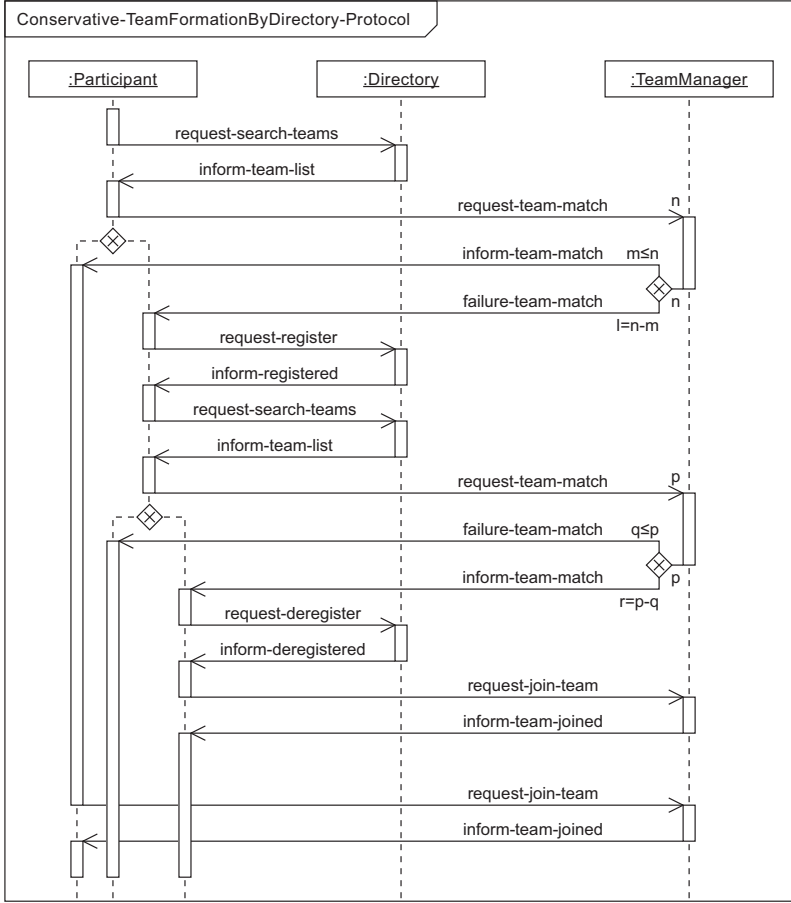 Conservative-TeamFormationByDirectory-Protocol
:Participant
:Directory
:TeamManager
request-search-teams
inform-team-list
request-team-match
n
inform-team-match
m≤n
failure-team-match
n
l=n-m
request-register
inform-registered
request-search-teams
inform-team-list
request-team-match
p
failure-team-match
q≤p
inform-team-match
p
r=p-q
request-deregister
inform-deregistered
request-join-team
inform-team-joined
request-join-team
inform-team-joined